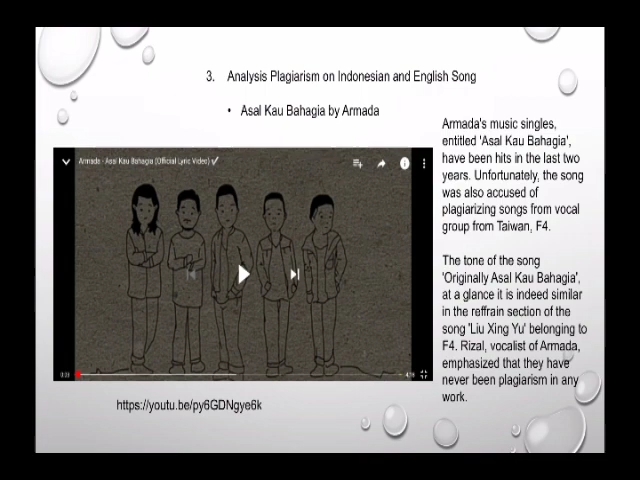 3. Analysis Plagiarism on Indonesian and English Song
• Asal Kau Bahagia by Armada
Armada - Asal Kau Bahagia (Official Lyric Video) ✓
0:03
4:16
https://youtu.be/py6GDNgye6k
Armada's music singles,
entitled 'Asal Kau Bahagia',
have been hits in the last two
years. Unfortunately, the song
was also accused of
plagiarizing songs from vocal
group from Taiwan, F4.
The tone of the song
'Originally Asal Kau Bahagia',
at a glance it is indeed similar
in the reffrain section of the
song 'Liu Xing Yu' belonging to
F4. Rizal, vocalist of Armada,
emphasized that they have
never been plagiarism in any
work.